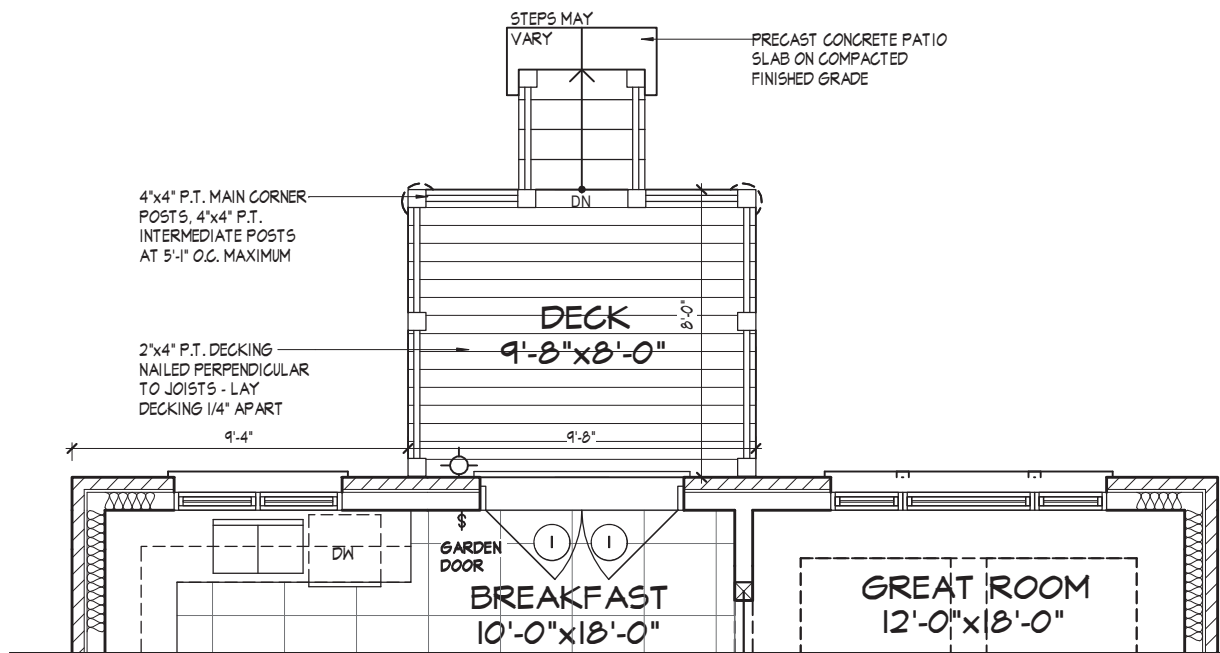 STEPS MAY
VARY
PRECAST CONCRETE PATIO
SLAB ON COMPACTED
FINISHED GRADE
4"x4" P.T. MAIN CORNER
POSTS, 4"x4" P.T.
INTERMEDIATE POSTS
AT 5'-1" O.C. MAXIMUM
DN
DECK
9'-8"x8'-0"
8'-0"
2"x4" P.T. DECKING
NAILED PERPENDICULAR
TO JOISTS - LAY
DECKING 1/4" APART
9'-4"
9'-8"
$
GARDEN
DOOR
DW
1
1
BREAKFAST
10'-0"x18'-0"
GREAT ROOM
12'-0"x18'-0"